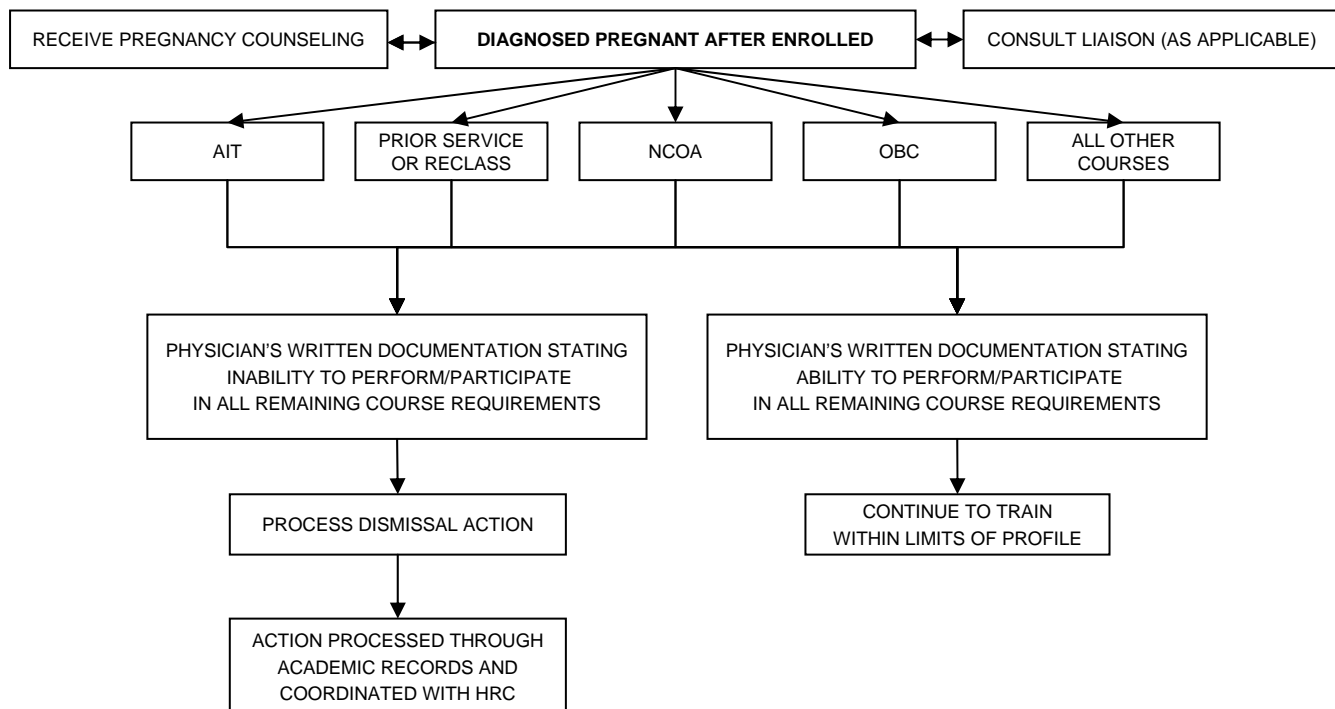 RECEIVE PREGNANCY COUNSELING
DIAGNOSED PREGNANT AFTER ENROLLED
CONSULT LIAISON (AS APPLICABLE)
AIT
PRIOR SERVICE
OR RECLASS
NCOA
OBC
ALL OTHER
COURSES
PHYSICIAN’S WRITTEN DOCUMENTATION STATING
INABILITY TO PERFORM/PARTICIPATE
IN ALL REMAINING COURSE REQUIREMENTS
PHYSICIAN’S WRITTEN DOCUMENTATION STATING
ABILITY TO PERFORM/PARTICIPATE
IN ALL REMAINING COURSE REQUIREMENTS
PROCESS DISMISSAL ACTION
CONTINUE TO TRAIN
WITHIN LIMITS OF PROFILE
ACTION PROCESSED THROUGH
ACADEMIC RECORDS AND
COORDINATED WITH HRC